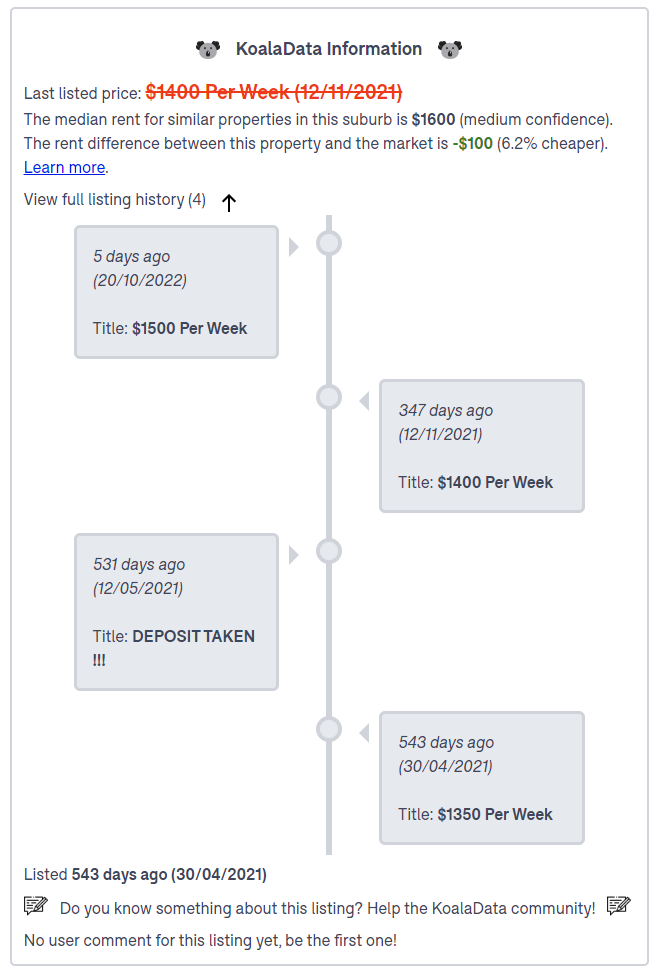 KoalaData Information
Last listed price: $1400 Per Week (12/11/2021)
The median rent for similar properties in this suburb is $1600 (medium confidence).
The rent difference between this property and the market is -$100 (6.2% cheaper).
Learn more.
View full listing history (4)
5 days ago
(20/10/2022)
Title: $1500 Per Week
347 days ago
(12/11/2021)
Title: $1400 Per Week
531 days ago
(12/05/2021)
Title: DEPOSIT TAKEN
!!!
543 days ago
(30/04/2021)
Title: $1350 Per Week
Listed 543 days ago (30/04/2021)
Do you know something about this listing? Help the KoalaData community!
No user comment for this listing yet, be the first one!